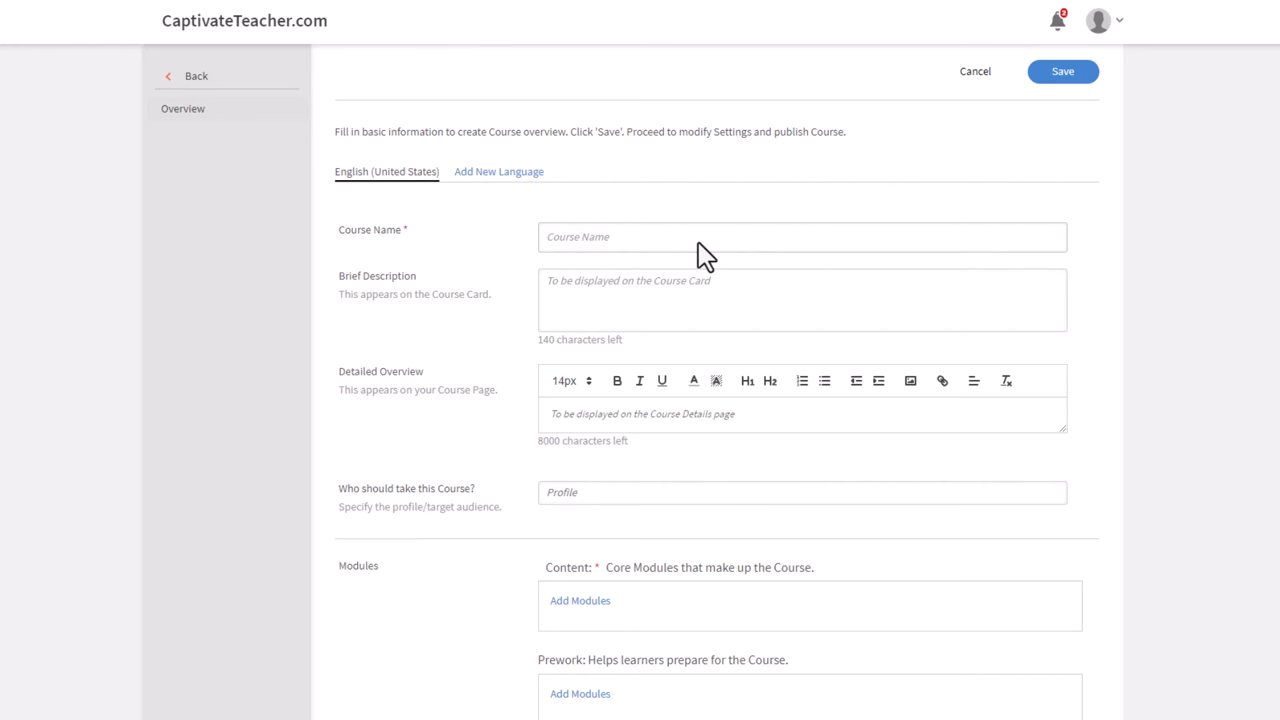 CaptivateTeacher.com
2
Back
Cancel
Save
Overview
Fill in basic information to create Course overview. Click 'Save'. Proceed to modify Settings and publish Course.
English (United States)
Add New Language
Course Name *
Course Name
Brief Description
This appears on the Course Card.
To be displayed on the Course Card
140 characters left
Detailed Overview
This appears on your Course Page.
14px B I U A A H1 H2
To be displayed on the Course Details page
8000 characters left
Who should take this Course?
Specify the profile/target audience.
Profile
Modules
Content: * Core Modules that make up the Course.
Add Modules
Prework: Helps learners prepare for the Course.
Add Modules